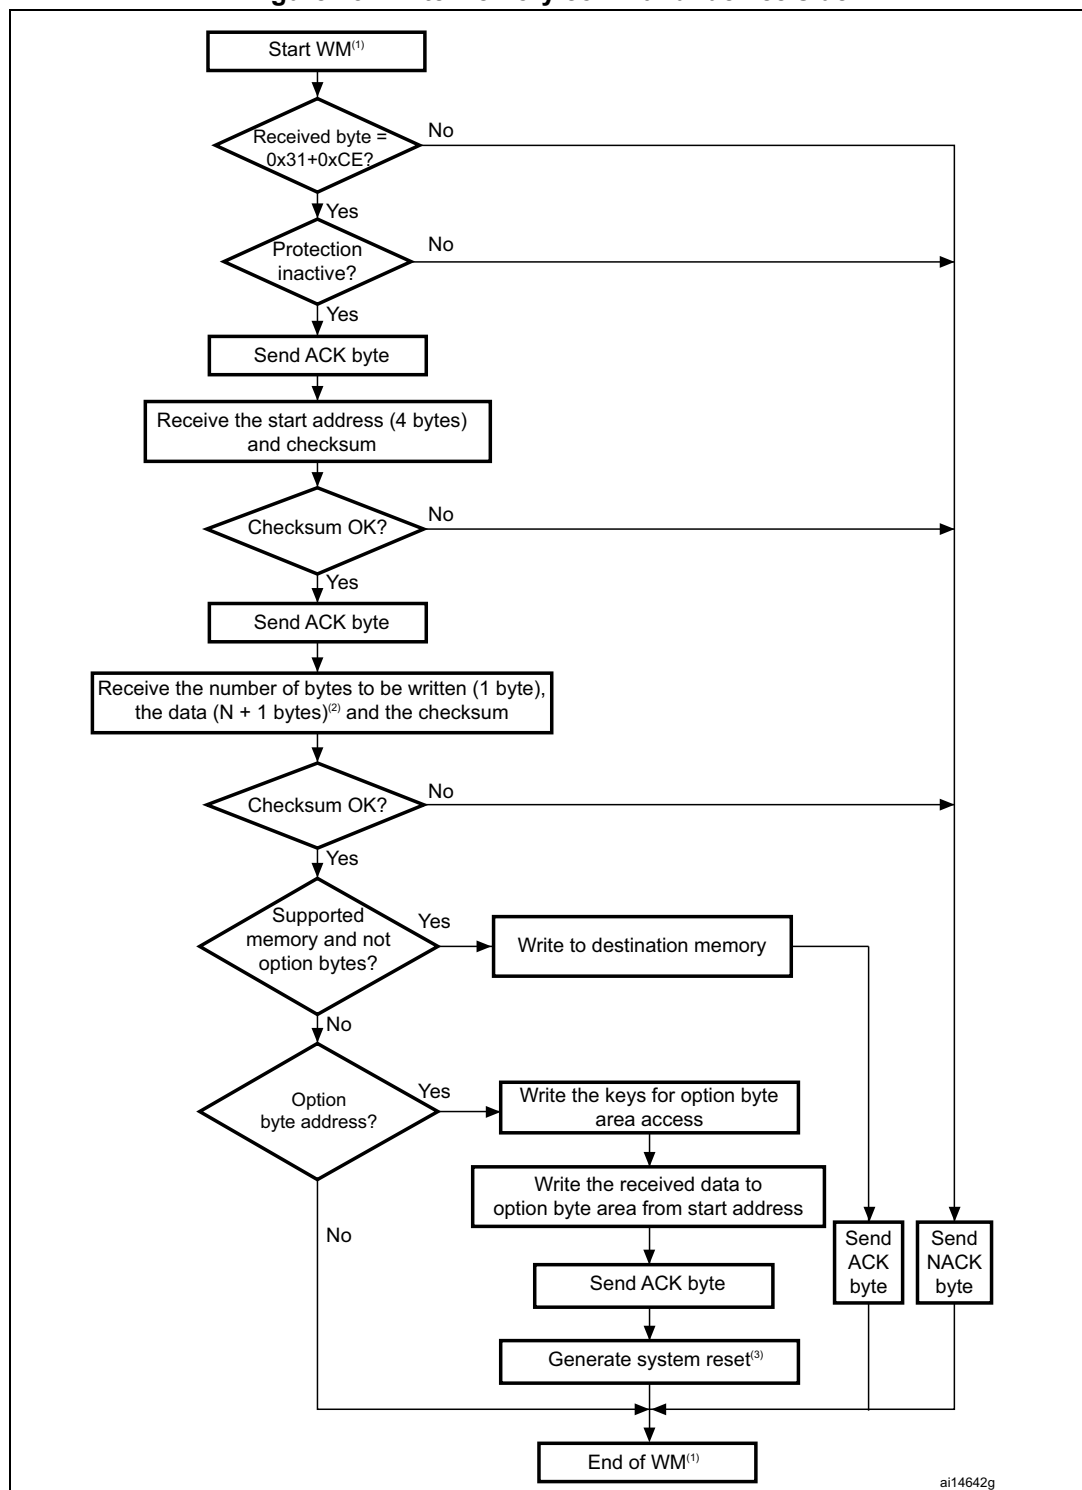 Start WM(1)
Received byte =
0x31+0xCE?
No
Yes
Protection
inactive?
No
Yes
Send ACK byte
Receive the start address (4 bytes)
and checksum
Checksum OK?
No
Yes
Send ACK byte
Receive the number of bytes to be written (1 byte),
the data (N + 1 bytes)(2) and the checksum
Checksum OK?
No
Yes
Supported
memory and not
option bytes?
Yes
Write to destination memory
No
Option
byte address?
Yes
Write the keys for option byte
area access
Write the received data to
option byte area from start address
No
Send ACK byte
Send
ACK
byte
Send
NACK
byte
Generate system reset(3)
End of WM(1)
ai14642g